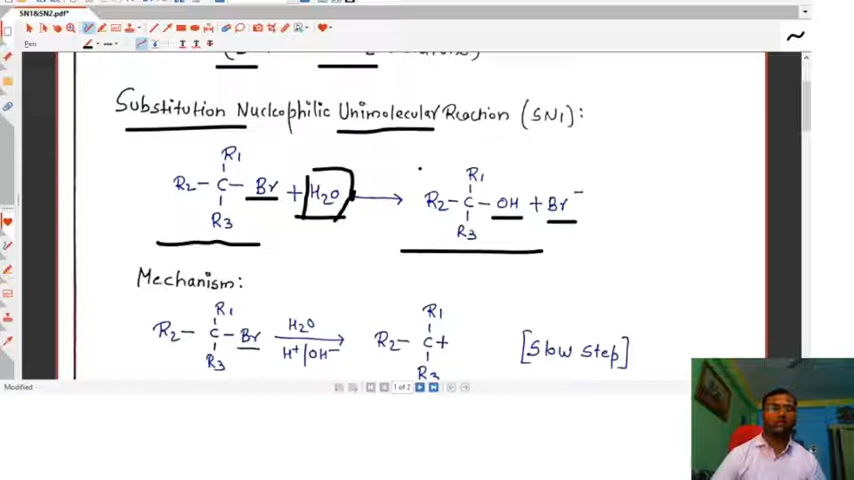 SN1&SN2.pdf*
Pen
Substitution Nucleophilic Unimolecular Reaction (SN1):
R1
R2-C-Br + H2O → R2-C-OH + Br-
R3
R1
R3
Mechanism:
R1
R2-C-Br H2O H+/OH- → R2-C+ [Slow step]
R3
R1
R3
Modified
1 of 2